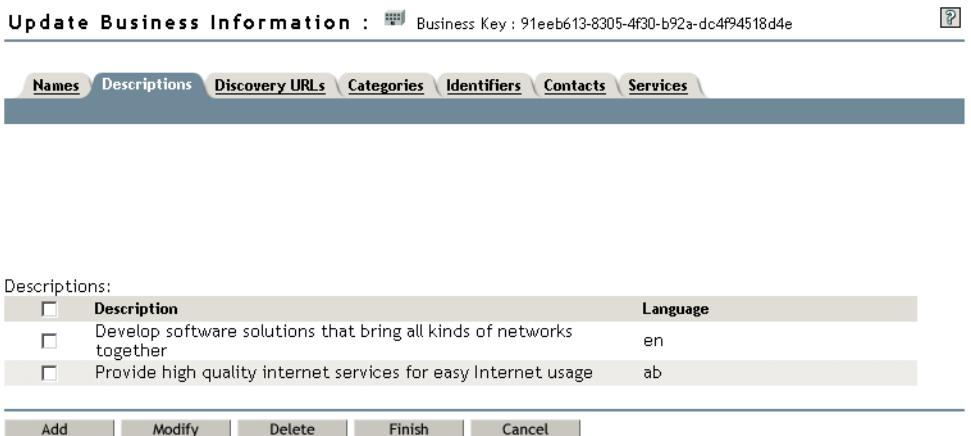 Update Business Information : Business Key : 91eeb613-8305-4f30-b92a-dc4f94518d4e ?
Names Descriptions Discovery URLs Categories Identifiers Contacts Services
Descriptions:
Description Language
Develop software solutions that bring all kinds of networks
together en
Provide high quality internet services for easy Internet usage ab
Add Modify Delete Finish Cancel